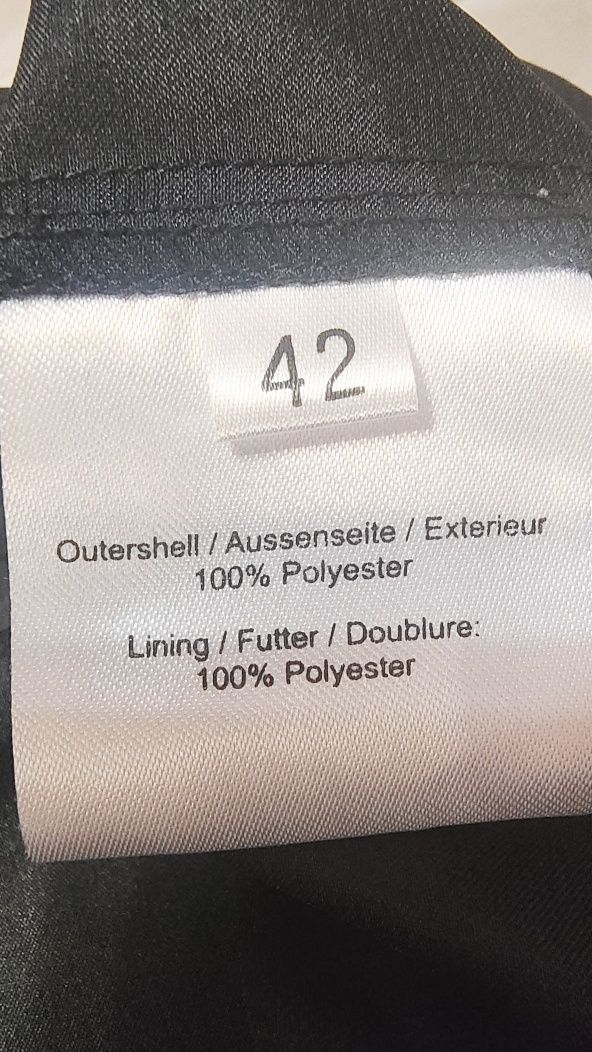 42
Outershell / Aussenseite / Exterieur
100% Polyester
Lining / Futter / Doublure:
100% Polyester